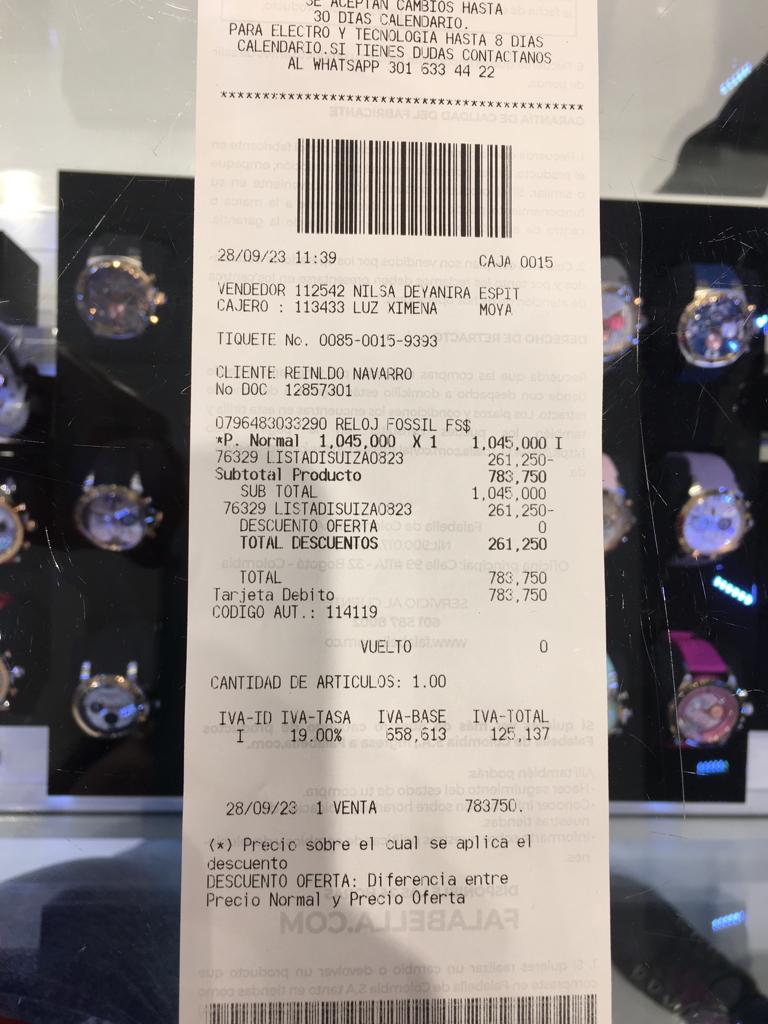 SE ACEPTAN CAMBIOS HASTA
30 DIAS CALENDARIO.
PARA ELECTRO Y TECNOLOGIA HASTA 8 DIAS
CALENDARIO.SI TIENES DUDAS CONTACTANOS
AL WHATSAPP 301 633 44 22
****************************************
28/09/23 11:39 CAJA 0015
VENDEDOR 112542 NILSA DEYANIRA ESPIT
CAJERO : 113433 LUZ XIMENA MOYA
TIQUETE No. 0085-0015-9393
CLIENTE REINLDO NAVARRO
No DOC 12857301
0796483033290 RELOJ FOSSIL FS$
*P. Normal 1,045,000 X 1 1,045,000 I
76329 LISTADISUIZA0823 261,250-
Subtotal Producto 783,750
SUB TOTAL 1,045,000
76329 LISTADISUIZA0823 261,250-
DESCUENTO OFERTA 0
TOTAL DESCUENTOS 261,250
TOTAL 783,750
Tarjeta Debito 783,750
CODIGO AUT.: 114119
VUELTO 0
CANTIDAD DE ARTICULOS: 1.00
IVA-ID IVA-TASA IVA-BASE IVA-TOTAL
I 19.00% 658,613 125,137
28/09/23 1 VENTA 783750.
(*) Precio sobre el cual se aplica el
descuento
DESCUENTO OFERTA: Diferencia entre
Precio Normal y Precio Oferta
FALABELLA.COM